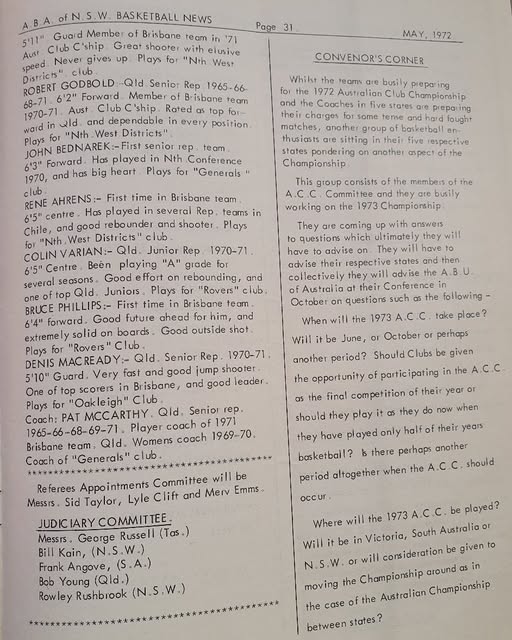 A.B.A. of N.S.W. BASKETBALL NEWS
Page 31.
MAY, 1972
5'11" Guard Member of Brisbane team in '71
Aust Club C'ship. Great shooter with elusive
speed. Never gives up. Plays for "Nth West
Districts". club.
ROBERT GODBOLD -Qld Senior Rep 1965-66-
68-71. 6'2" Forward. Member of Brisbane team
1970-71. Aust. Club C'ship. Rated as top for-
ward in Qld. and dependable in every position.
Plays for "Nth.West Districts".
JOHN BEDNAREK:-First senior rep. team.
6'3" Forward. Has played in Nth Conference
1970, and has big heart. Plays for "Generals"
club.
RENE AHRENS:- First time in Brisbane team.
6'5" centre. Has played in several Rep. teams in
Chile, and good rebounder and shooter. Plays
for "Nth.West Districts" club.
COLIN VARIAN:- Qld. Junior Rep. 1970-71.
6'5" Centre. Been playing "A" grade for
several seasons. Good effort on rebounding, and
one of top Qld. Juniors. Plays for "Rovers" club.
BRUCE PHILLIPS:- First time in Brisbane team.
6'4" forward. Good future ahead for him, and
extremely solid on boards. Good outside shot.
Plays for "Rovers" Club.
DENIS MACREADY:- Qld. Senior Rep. 1970-71.
5'10" Guard. Very fast and good jump shooter.
One of top scorers in Brisbane, and good leader.
Plays for "Oakleigh" Club.
Coach: PAT MCCARTHY. Qld. Senior rep.
1965-66-68-69-71. Player coach of 1971
Brisbane team. Qld. Womens coach 1969-70.
Coach of "Generals" club.
****************************************
Referees Appointments Committee will be
Messrs. Sid Taylor, Lyle Clift and Merv Emms.
JUDICIARY COMMITTEE.
Messrs. George Russell (Tas.)
Bill Kain, (N.S.W.)
Frank Angove, (S.A.)
Bob Young (Qld.)
Rowley Rushbrook (N.S.W.)
****************************************
CONVENOR'S CORNER
Whilst the teams are busily preparing
for the 1972 Australian Club Championship
and the Coaches in five states are preparing
their charges for some tense and hard fought
matches, another group of basketball en-
thusiasts are sitting in their five respective
states pondering on another aspect of the
Championship.
This group consists of the members of the
A.C.C. Committee and they are busily
working on the 1973 Championship.
They are coming up with answers
to questions which ultimately they will
have to advise on. They will have to
advise their respective states and then
collectively they will advise the A.B.U.
of Australia at their Conference in
October on questions such as the following -
When will the 1973 A.C.C. take place?
Will it be June, or October or perhaps
another period? Should Clubs be given
the opportunity of participating in the A.C.C.
as the final competition of their year or
should they play it as they do now when
they have played only half of their years
basketball? Is there perhaps another
period altogether when the A.C.C. should
occur.
Where will the 1973 A.C.C. be played?
Will it be in Victoria, South Australia or
N.S.W. or will consideration be given to
moving the Championship around as in
the case of the Australian Championship
between states?